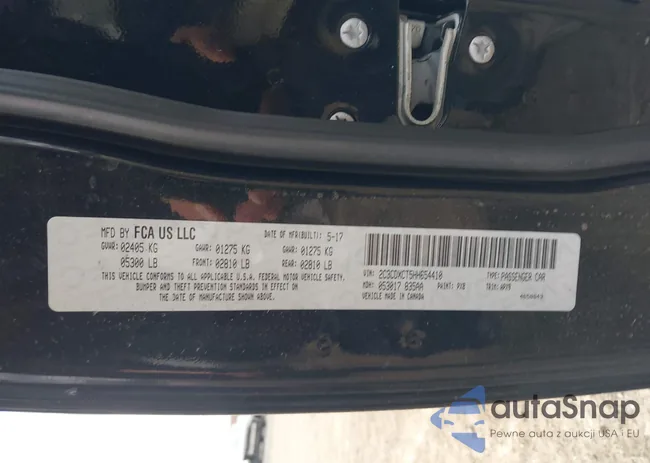 MFD BY FCA US LLC DATE OF MFR(BUILT): 5-17
GVWR: 02405 KG GAWR: 01275 KG GAWR: 01275 KG
05300 LB FRONT: 02810 LB REAR: 02810 LB
THIS VEHICLE CONFORMS TO ALL APPLICABLE U.S.A. FEDERAL MOTOR VEHICLE SAFETY,
BUMPER AND THEFT PREVENTION STANDARDS IN EFFECT ON
THE DATE OF MANUFACTURE SHOWN ABOVE.
VIN: 2C3CDXCT5HH654410 TYPE: PASSENGER CAR
MDH: 053017 835AA PAINT: PX8 TRIM:
VEHICLE MADE IN CANADA
autaSnap
Pewne auta z aukcji USA i EU